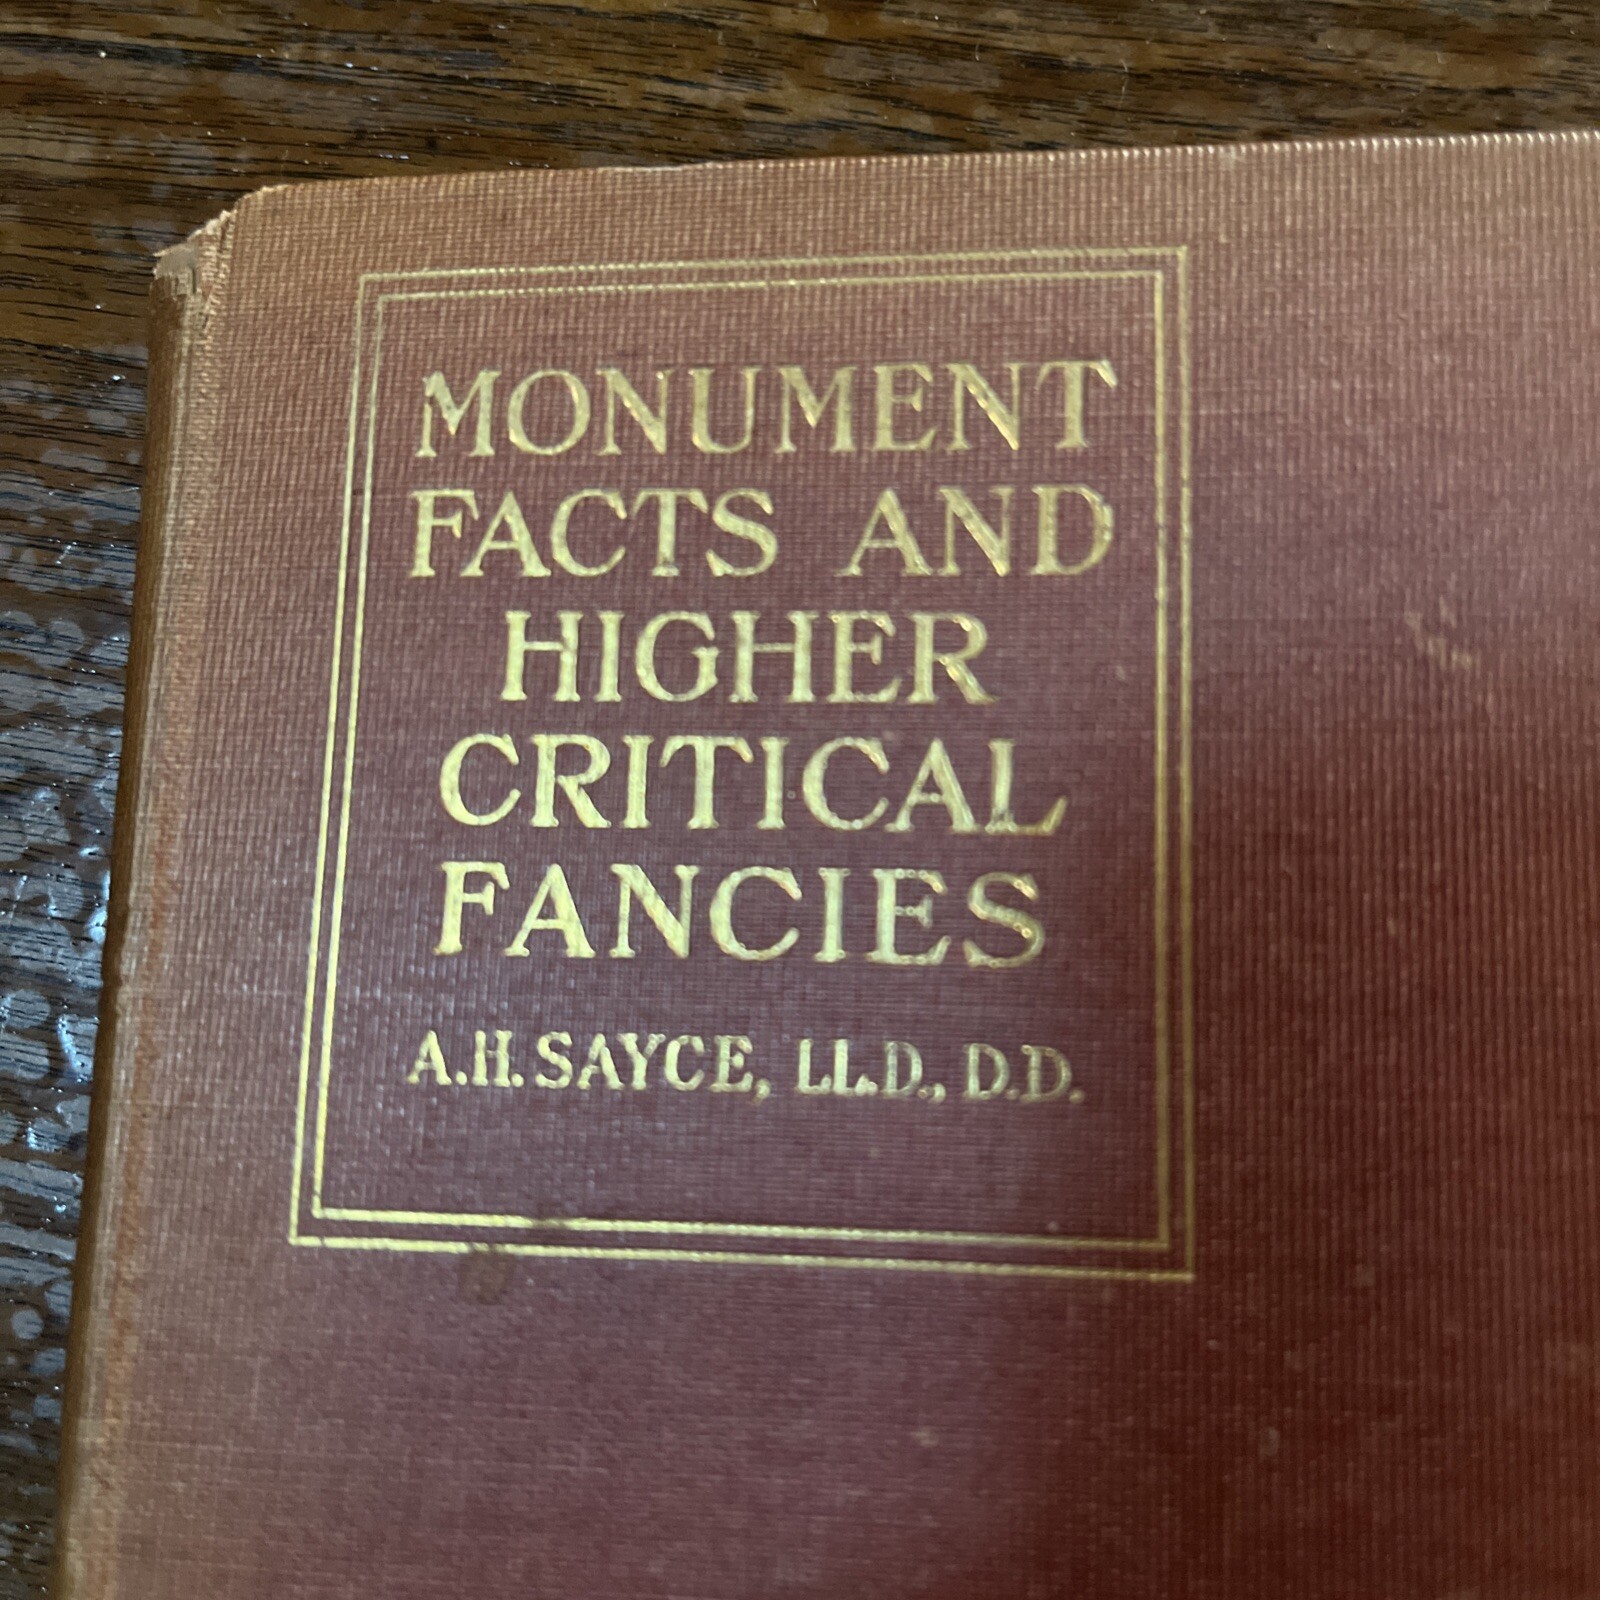 MONUMENT
FACTS AND
HIGHER
CRITICAL
FANCIES
A.H. SAYCE, LL.D., D.D.